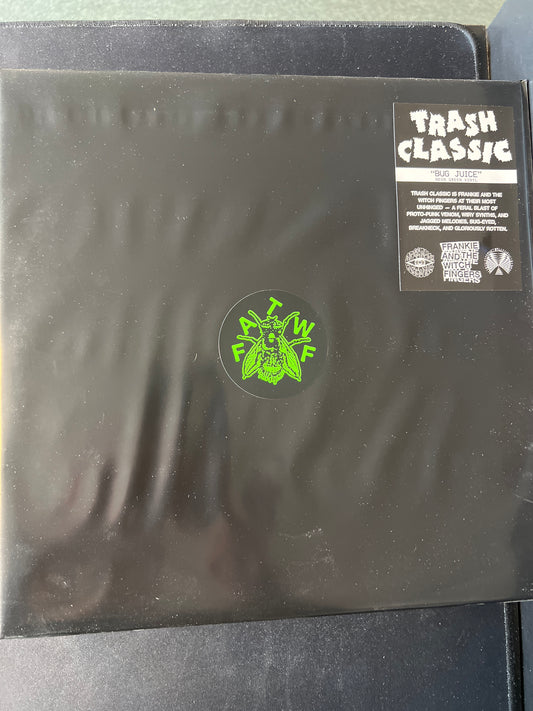 TRASH
CLASSIC
"BUG JUICE"
NEON GREEN VINYL
TRASH CLASSIC IS FRANKIE AND THE
WITCH FINGERS AT THEIR MOST
UNHINGED — A FERAL BLAST OF
PROTO-PUNK VENOM, WIRY SYNTHS, AND
JAGGED MELODIES. BUG-EYED,
BREAKNECK, AND GLORIOUSLY ROTTEN.
FRANKIE
AND THE
WITCH
FINGERS
FINGERS
FATWF